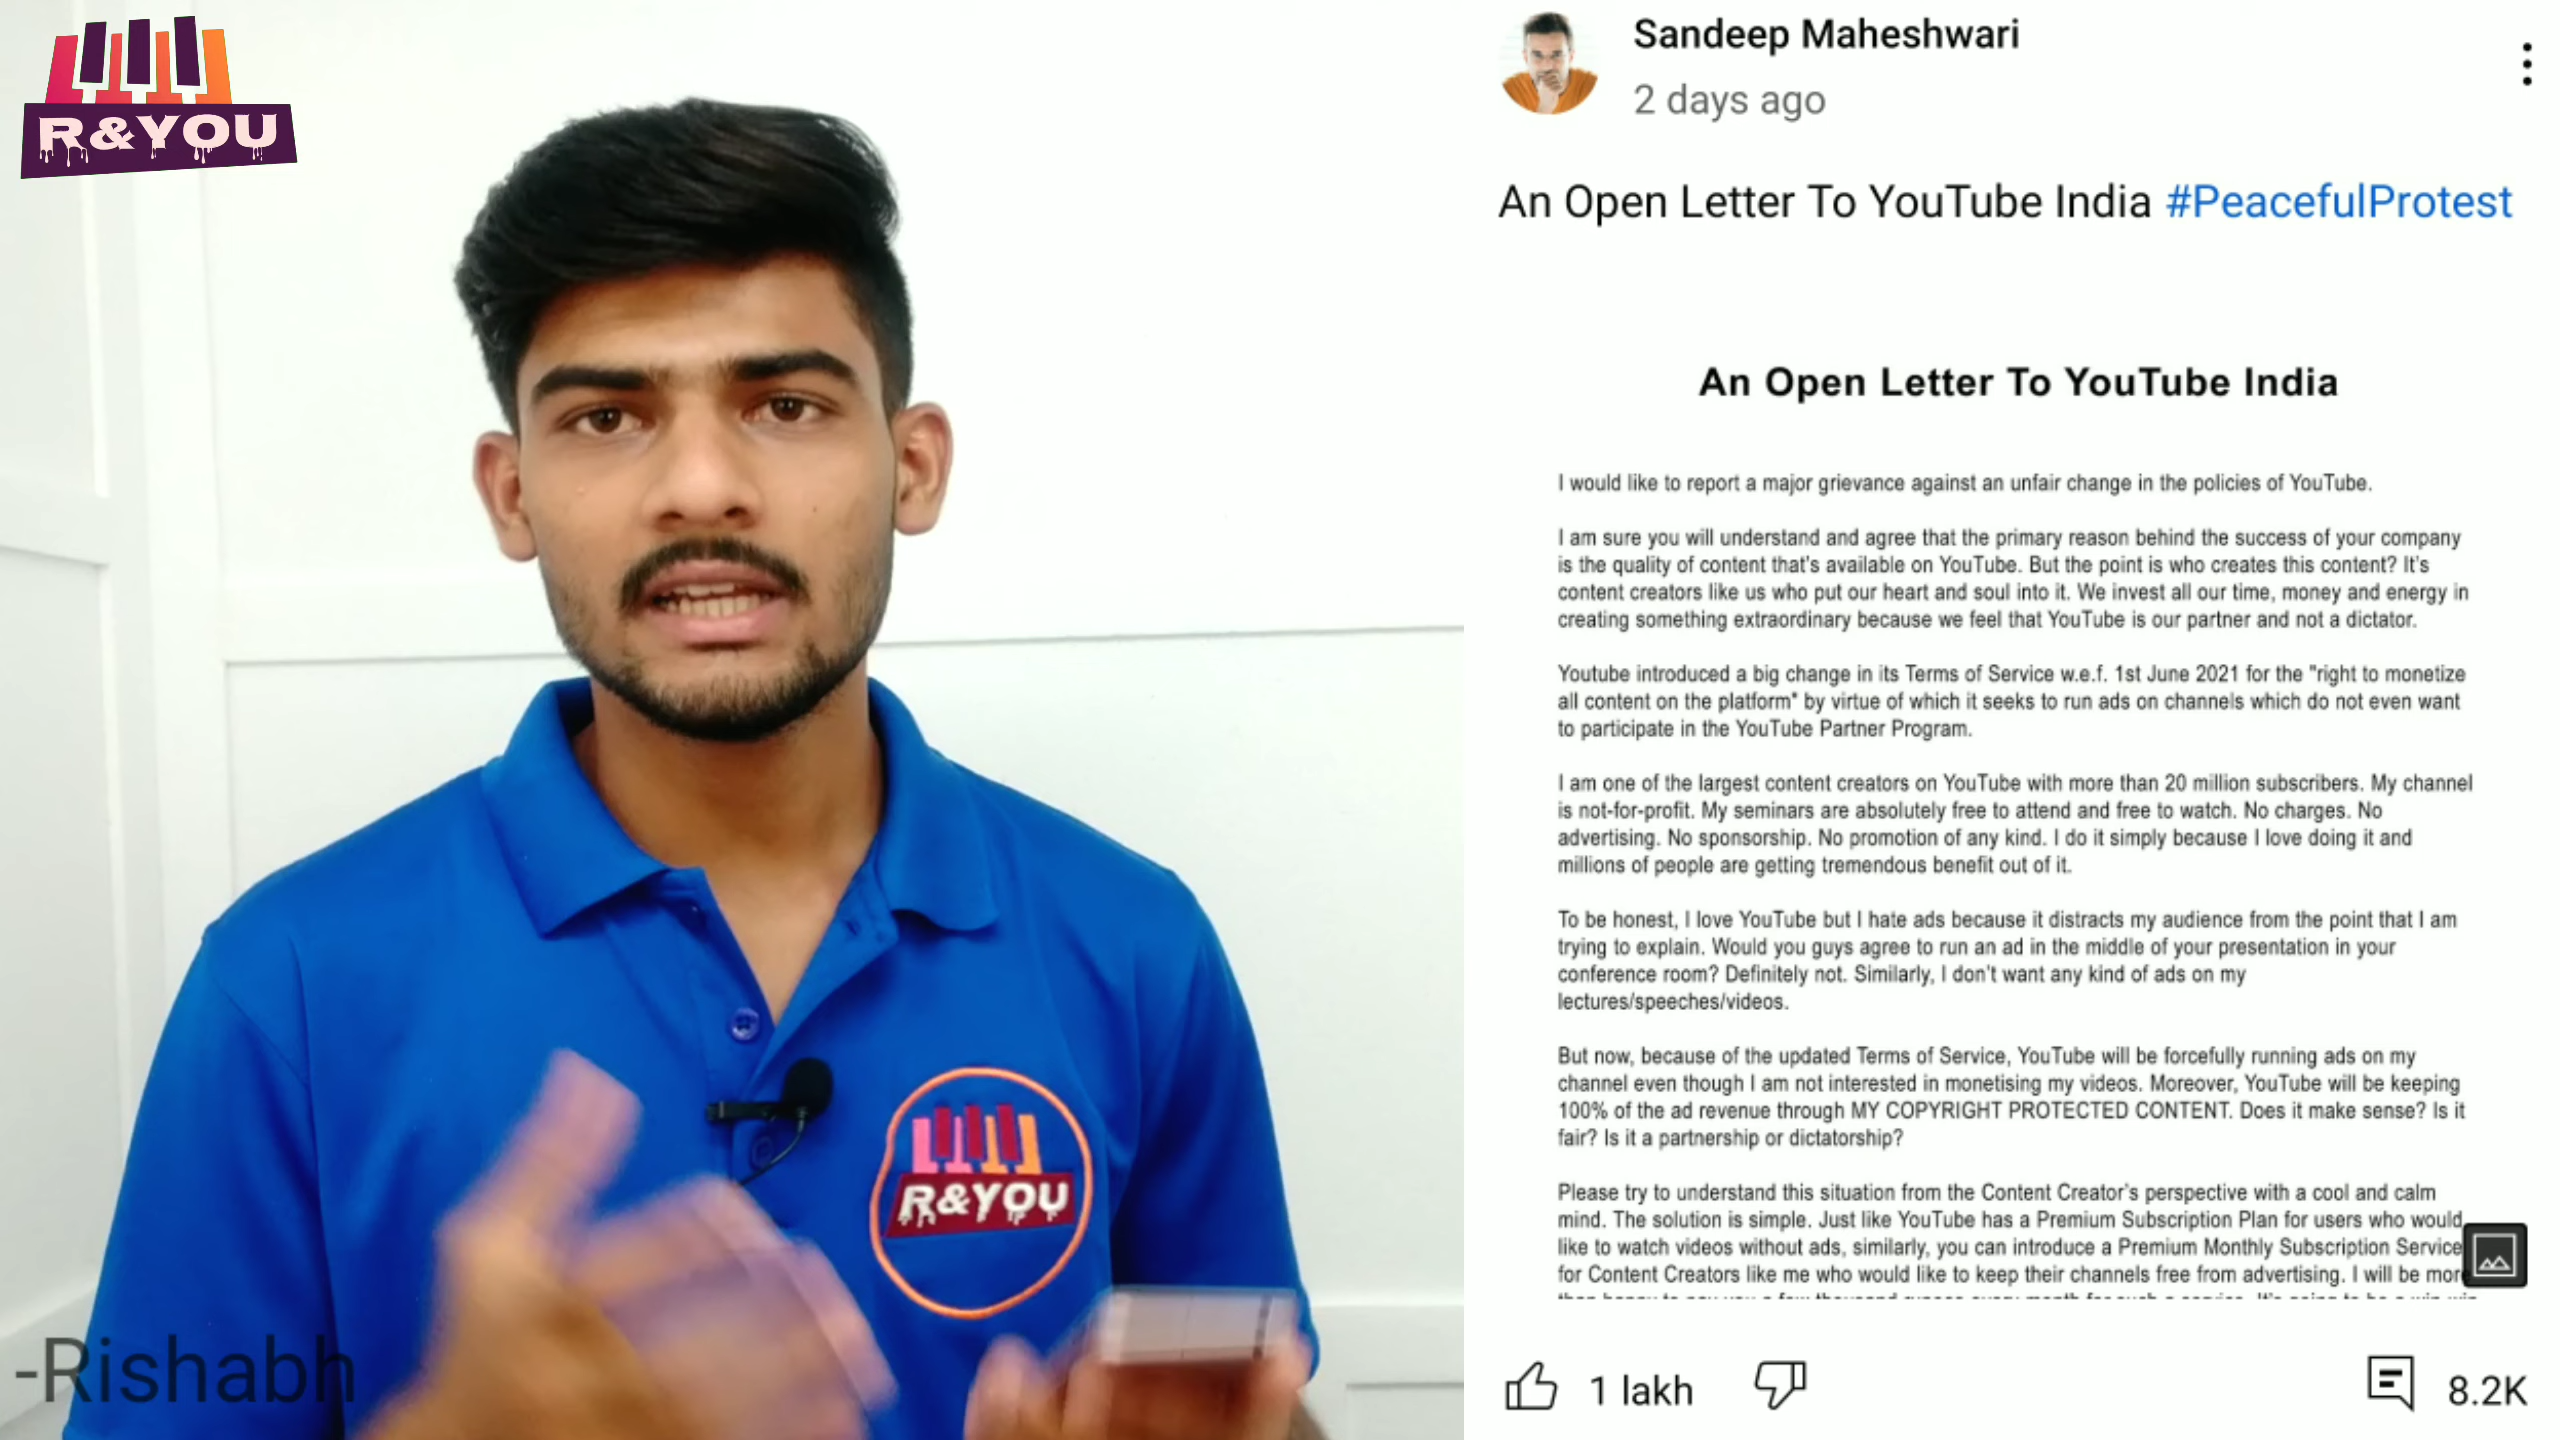 R&YOU
R&YOU
-Rishabh
Sandeep Maheshwari
2 days ago
An Open Letter To YouTube India #PeacefulProtest
An Open Letter To YouTube India
I would like to report a major grievance against an unfair change in the policies of YouTube.
I am sure you will understand and agree that the primary reason behind the success of your company
is the quality of content that's available on YouTube. But the point is who creates this content? It's
content creators like us who put our heart and soul into it. We invest all our time, money and energy in
creating something extraordinary because we feel that YouTube is our partner and not a dictator.
Youtube introduced a big change in its Terms of Service w.e.f. 1st June 2021 for the "right to monetize
all content on the platform" by virtue of which it seeks to run ads on channels which do not even want
to participate in the YouTube Partner Program.
I am one of the largest content creators on YouTube with more than 20 million subscribers. My channel
is not-for-profit. My seminars are absolutely free to attend and free to watch. No charges. No
advertising. No sponsorship. No promotion of any kind. I do it simply because I love doing it and
millions of people are getting tremendous benefit out of it.
To be honest, I love YouTube but I hate ads because it distracts my audience from the point that I am
trying to explain. Would you guys agree to run an ad in the middle of your presentation in your
conference room? Definitely not. Similarly, I don't want any kind of ads on my
lectures/speeches/videos.
But now, because of the updated Terms of Service, YouTube will be forcefully running ads on my
channel even though I am not interested in monetising my videos. Moreover, YouTube will be keeping
100% of the ad revenue through MY COPYRIGHT PROTECTED CONTENT. Does it make sense? Is it
fair? Is it a partnership or dictatorship?
Please try to understand this situation from the Content Creator's perspective with a cool and calm
mind. The solution is simple. Just like YouTube has a Premium Subscription Plan for users who would
like to watch videos without ads, similarly, you can introduce a Premium Monthly Subscription Service
for Content Creators like me who would like to keep their channels free from advertising. I will be more
1 lakh
8.2K